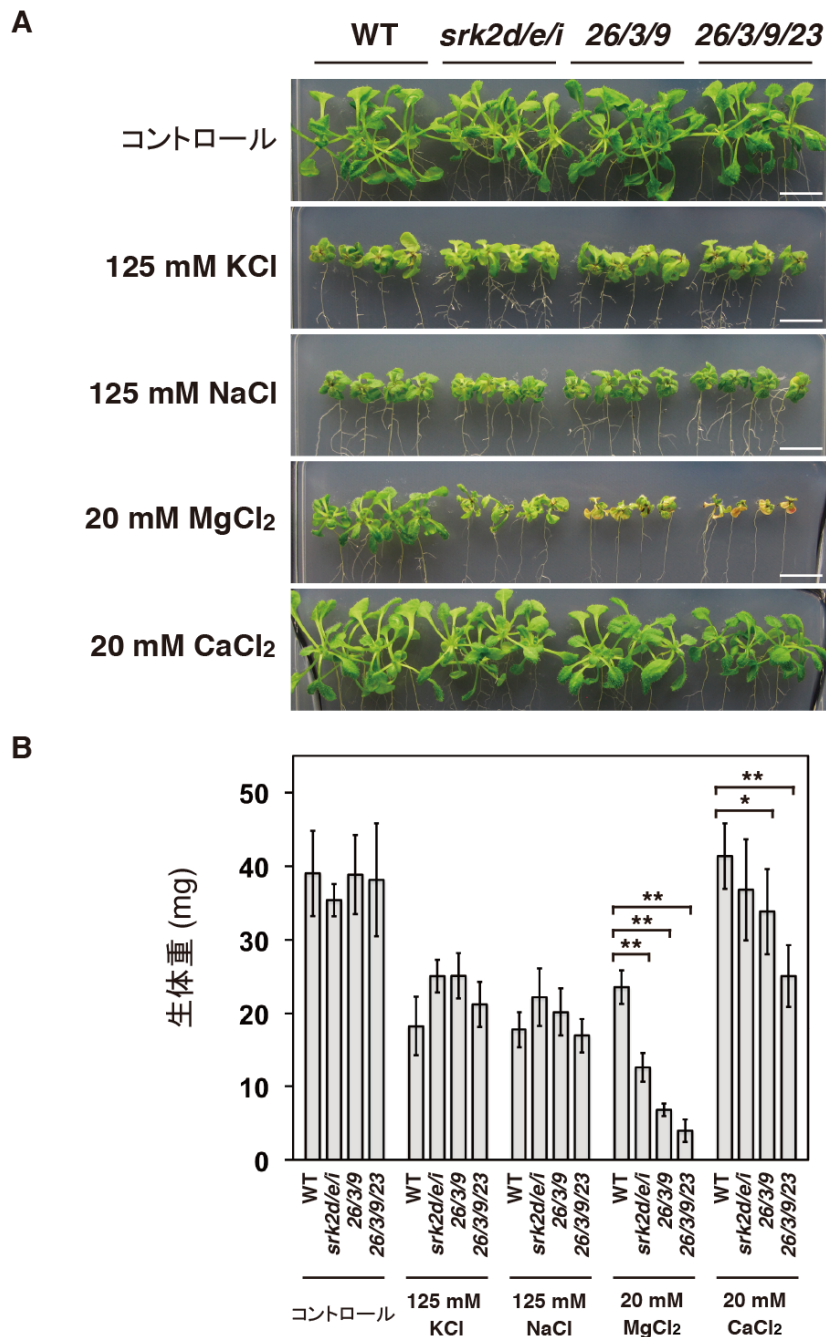 A
WT srk2d/e/i 26/3/9 26/3/9/23
コントロール
125 mM KCl
125 mM NaCl
20 mM MgCl2
20 mM CaCl2
B
生体重 (mg)
50
40
30
20
10
0
** ** **
* **
WT srk2d/e/i 26/3/9 26/3/9/23 WT srk2d/e/i 26/3/9 26/3/9/23 WT srk2d/e/i 26/3/9 26/3/9/23 WT srk2d/e/i 26/3/9 26/3/9/23 WT srk2d/e/i 26/3/9 26/3/9/23
コントロール 125 mM 125 mM 20 mM 20 mM
KCl NaCl MgCl2 CaCl2